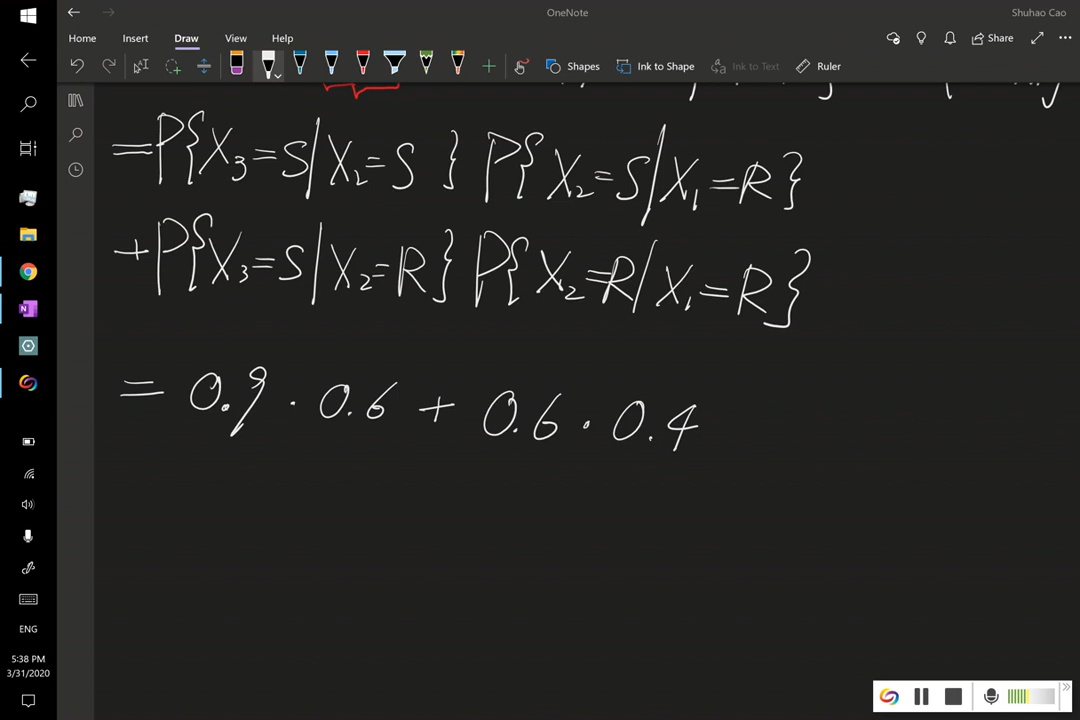 OneNote
Shuhao Cao
Home Insert Draw View Help
Share
Shapes Ink to Shape Ink to Text Ruler
=P{X₃=S|X₂=S} P{X₂=S|X₁=R}
+P{X₃=S|X₂=R} P{X₂=R|X₁=R}
= 0.9 · 0.6 + 0.6 · 0.4
ENG
5:38 PM
3/31/2020